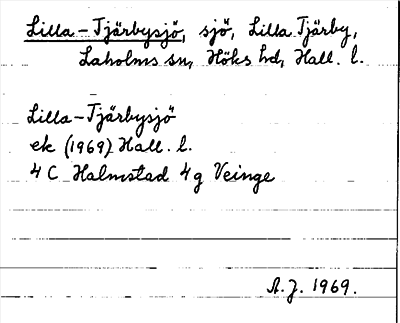 Lilla-Tjärbysjö, sjö, Lilla Tjärby,
Laholms sn, Höks hd, Hall. l.
Lilla-Tjärbysjö
ek (1969) Hall. l.
4 C Halmstad 4 g Veinge
A.J. 1969.